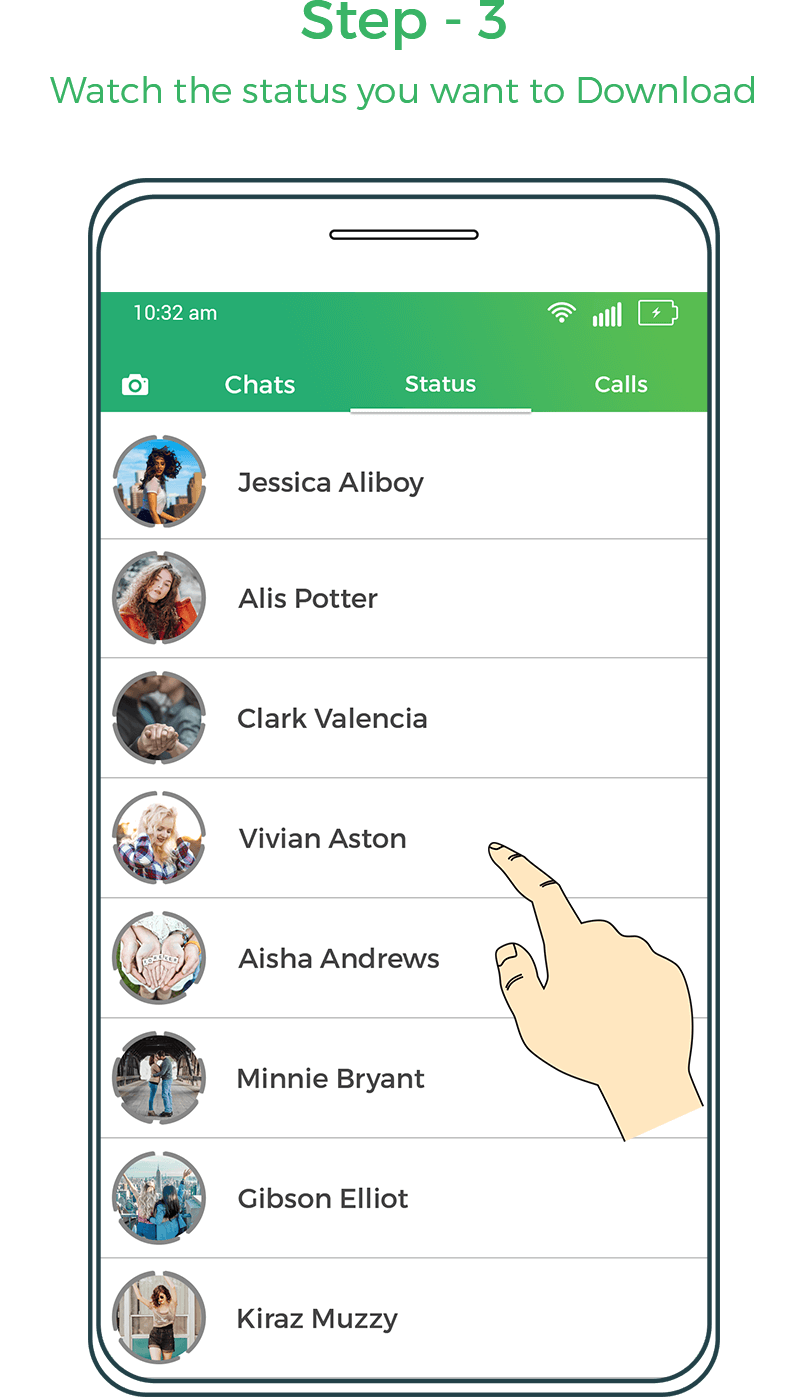 Step - 3
Watch the status you want to Download
10:32 am
Chats Status Calls
Jessica Aliboy
Alis Potter
Clark Valencia
Vivian Aston
Aisha Andrews
Minnie Bryant
Gibson Elliot
Kiraz Muzzy